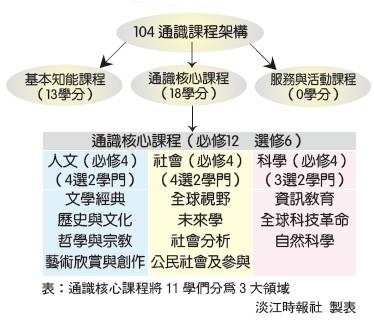 104 通識課程架構
基本知能課程
(13學分)
通識核心課程
(18學分)
服務與活動課程
(0學分)
通識核心課程(必修12 選修6)
人文(必修4)
(4選2學門)
文學經典
歷史與文化
哲學與宗教
藝術欣賞與創作
社會(必修4)
(4選2學門)
全球視野
未來學
社會分析
公民社會及參與
科學(必修4)
(3選2學門)
資訊教育
全球科技革命
自然科學
表:通識核心課程將 11 學們分為 3 大領域
淡江時報社 製表